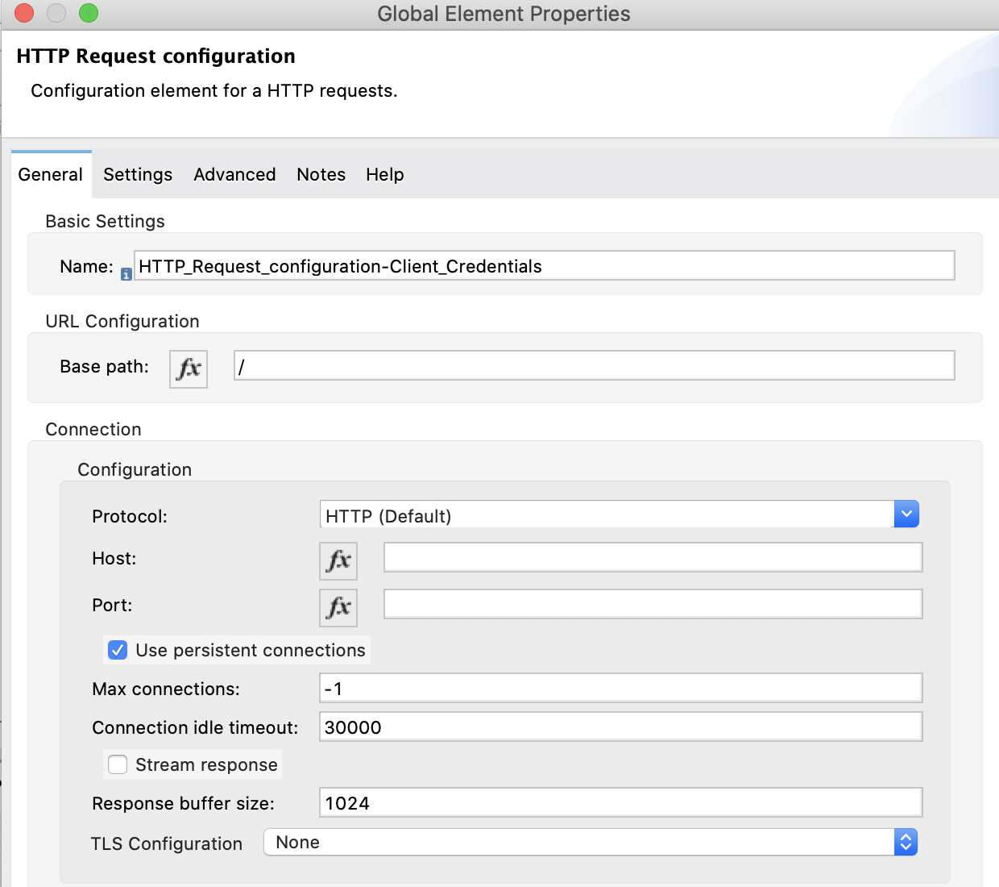 Global Element Properties
HTTP Request configuration
Configuration element for a HTTP requests.
General Settings Advanced Notes Help
Basic Settings
Name: HTTP_Request_configuration-Client_Credentials
URL Configuration
Base path: fx /
Connection
Configuration
Protocol: HTTP (Default)
Host: fx
Port: fx
Use persistent connections
Max connections: -1
Connection idle timeout: 30000
Stream response
Response buffer size: 1024
TLS Configuration None